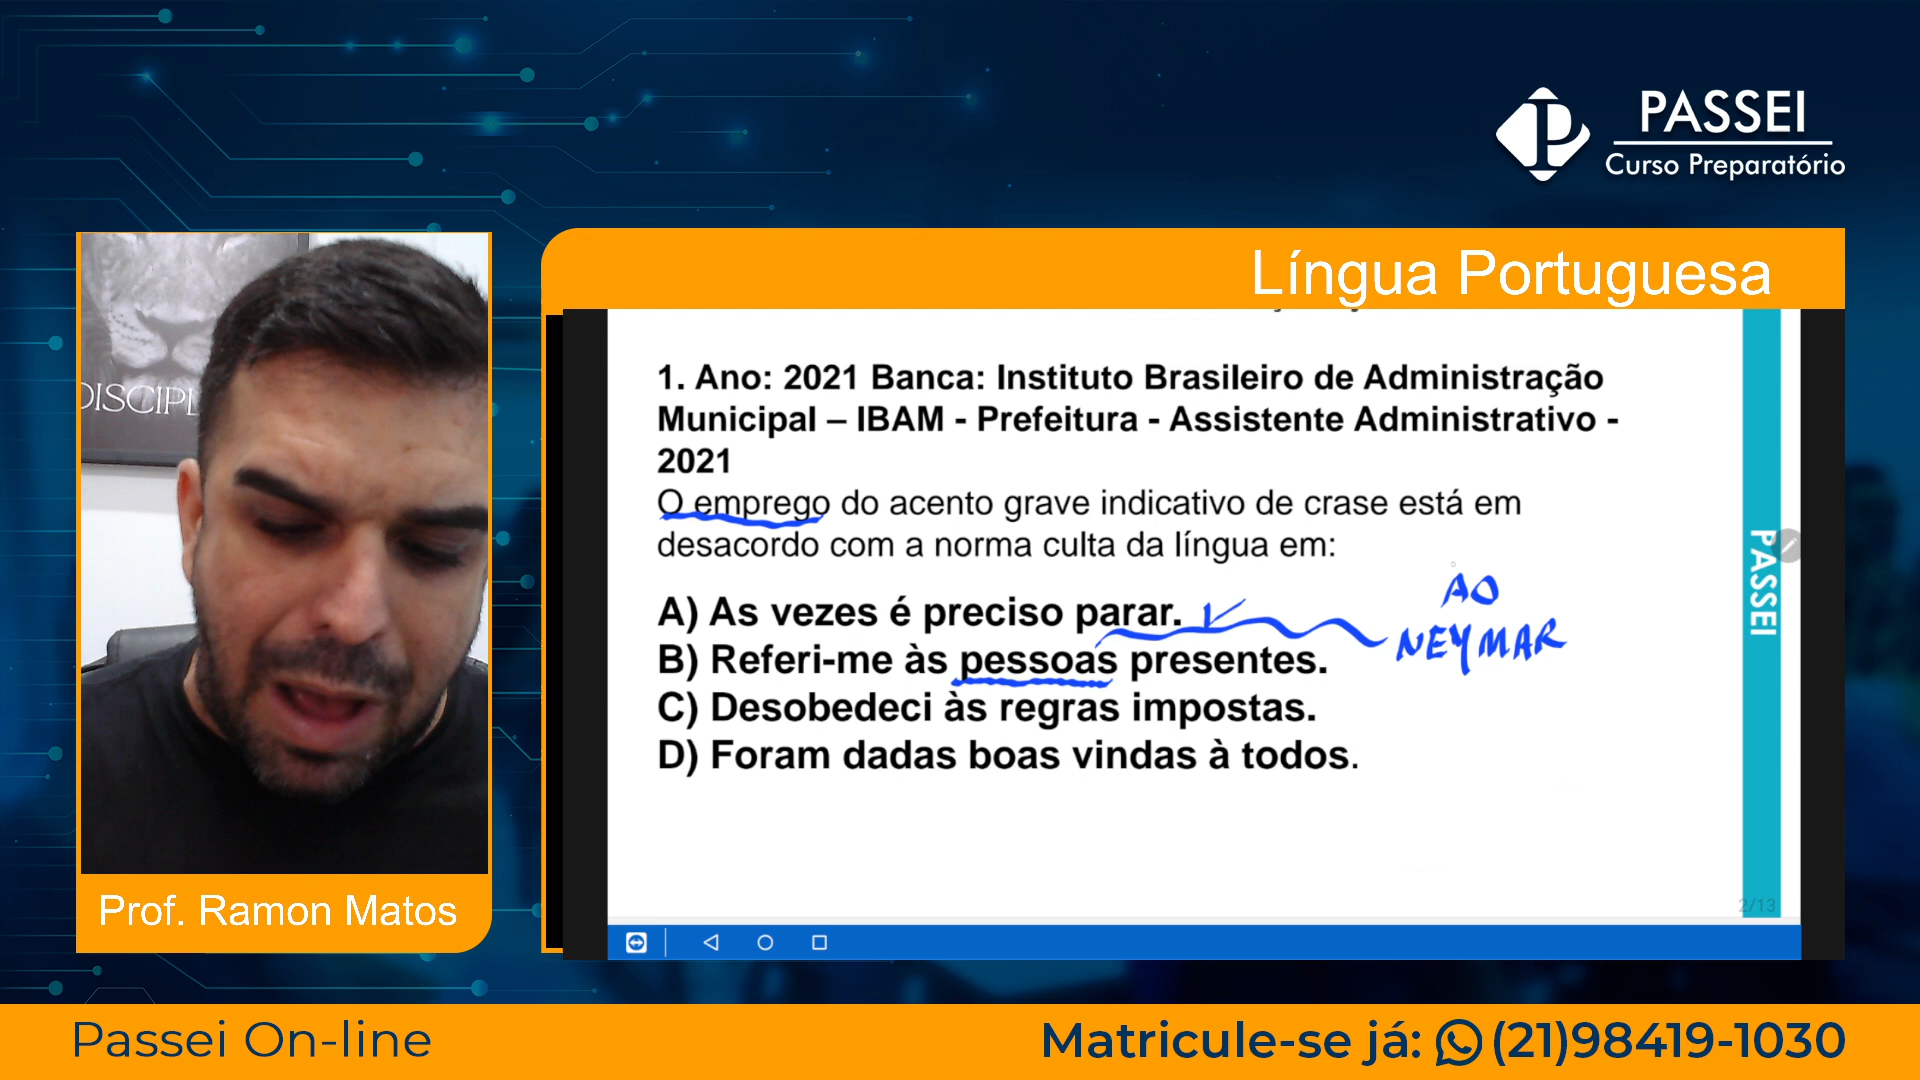 PASSEI
Curso Preparatório
Língua Portuguesa
DISCIPL
1. Ano: 2021 Banca: Instituto Brasileiro de Administração
Municipal – IBAM - Prefeitura - Assistente Administrativo -
2021
O emprego do acento grave indicativo de crase está em
desacordo com a norma culta da língua em:
A) As vezes é preciso parar.
B) Referi-me às pessoas presentes.
C) Desobedeci às regras impostas.
D) Foram dadas boas vindas à todos.
AO
NEYMAR
PASSEI
2/13
Prof. Ramon Matos
Passei On-line
Matricule-se já: (21)98419-1030